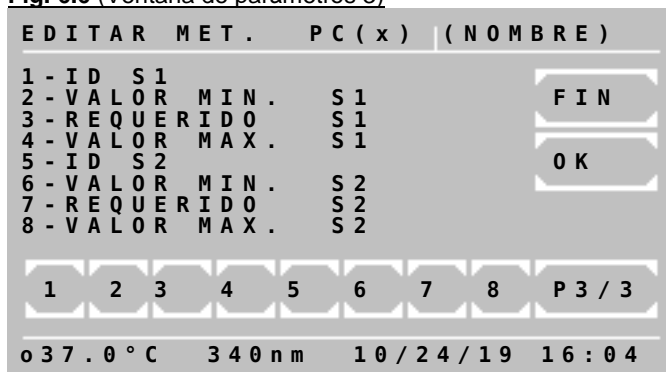 Fig. 6.6 (Ventana de parámetros 3)
EDITAR MET. PC(x) (NOMBRE)
1-ID S1
2-VALOR MIN. S1
3-REQUERIDO S1
4-VALOR MAX. S1
5-ID S2
6-VALOR MIN. S2
7-REQUERIDO S2
8-VALOR MAX. S2
FIN
OK
1 2 3 4 5 6 7 8 P3/3
o37.0°C 340nm 10/24/19 16:04